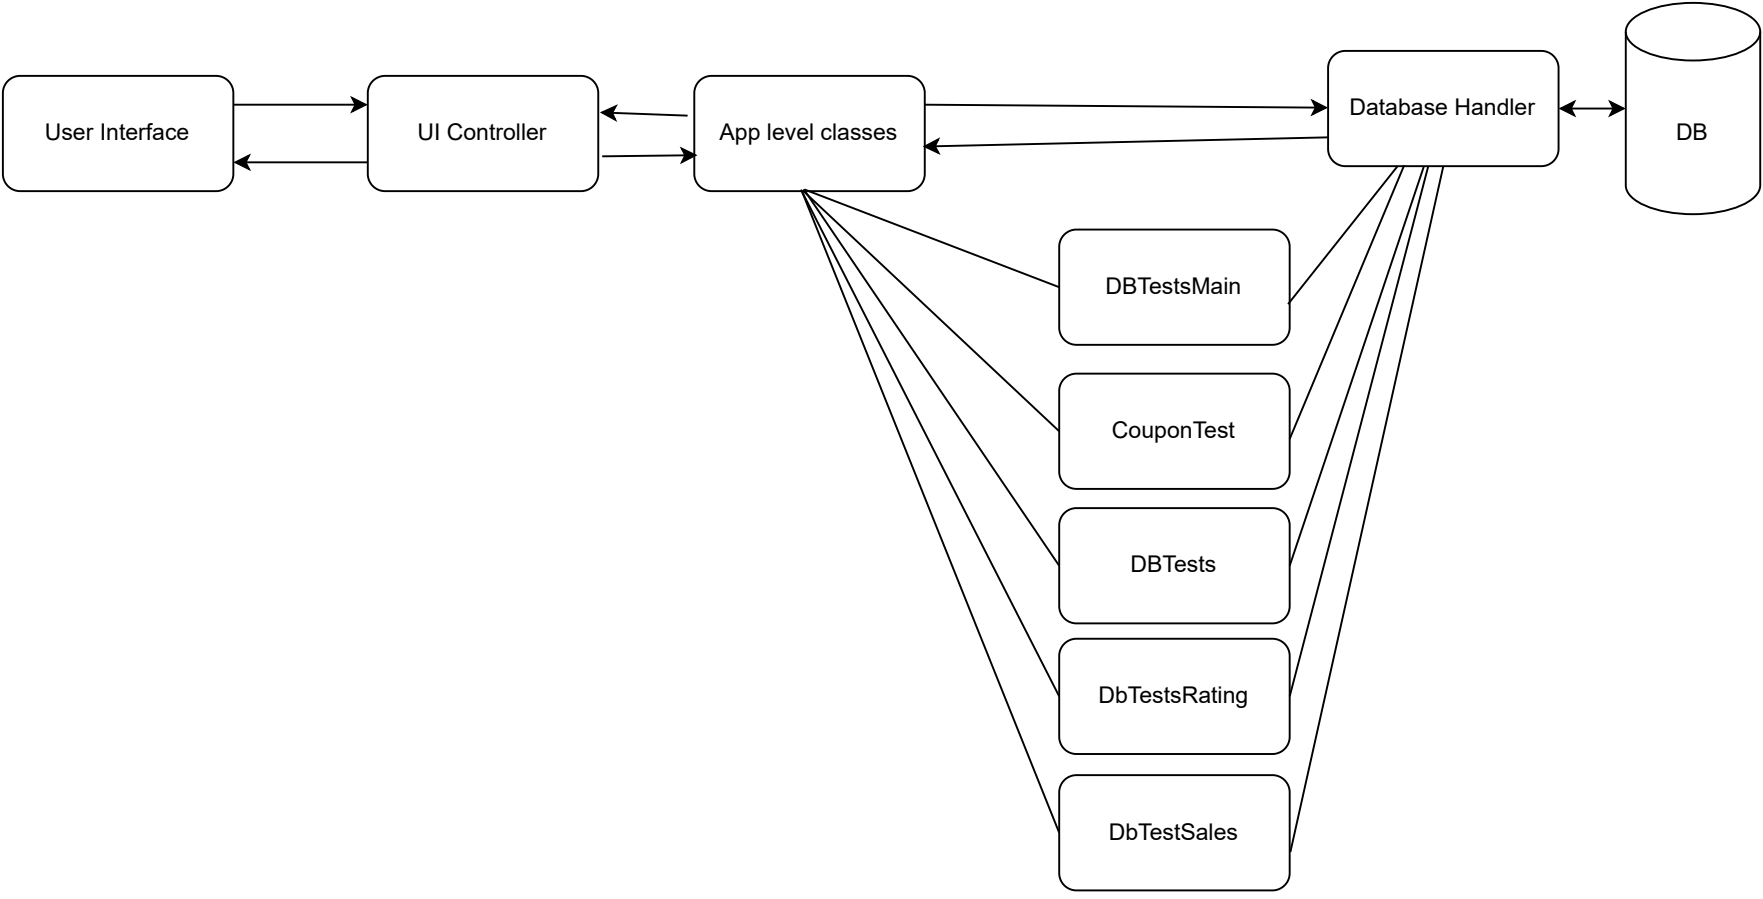 User Interface
UI Controller
App level classes
Database Handler
DB
DBTestsMain
CouponTest
DBTests
DbTestsRating
DbTestSales